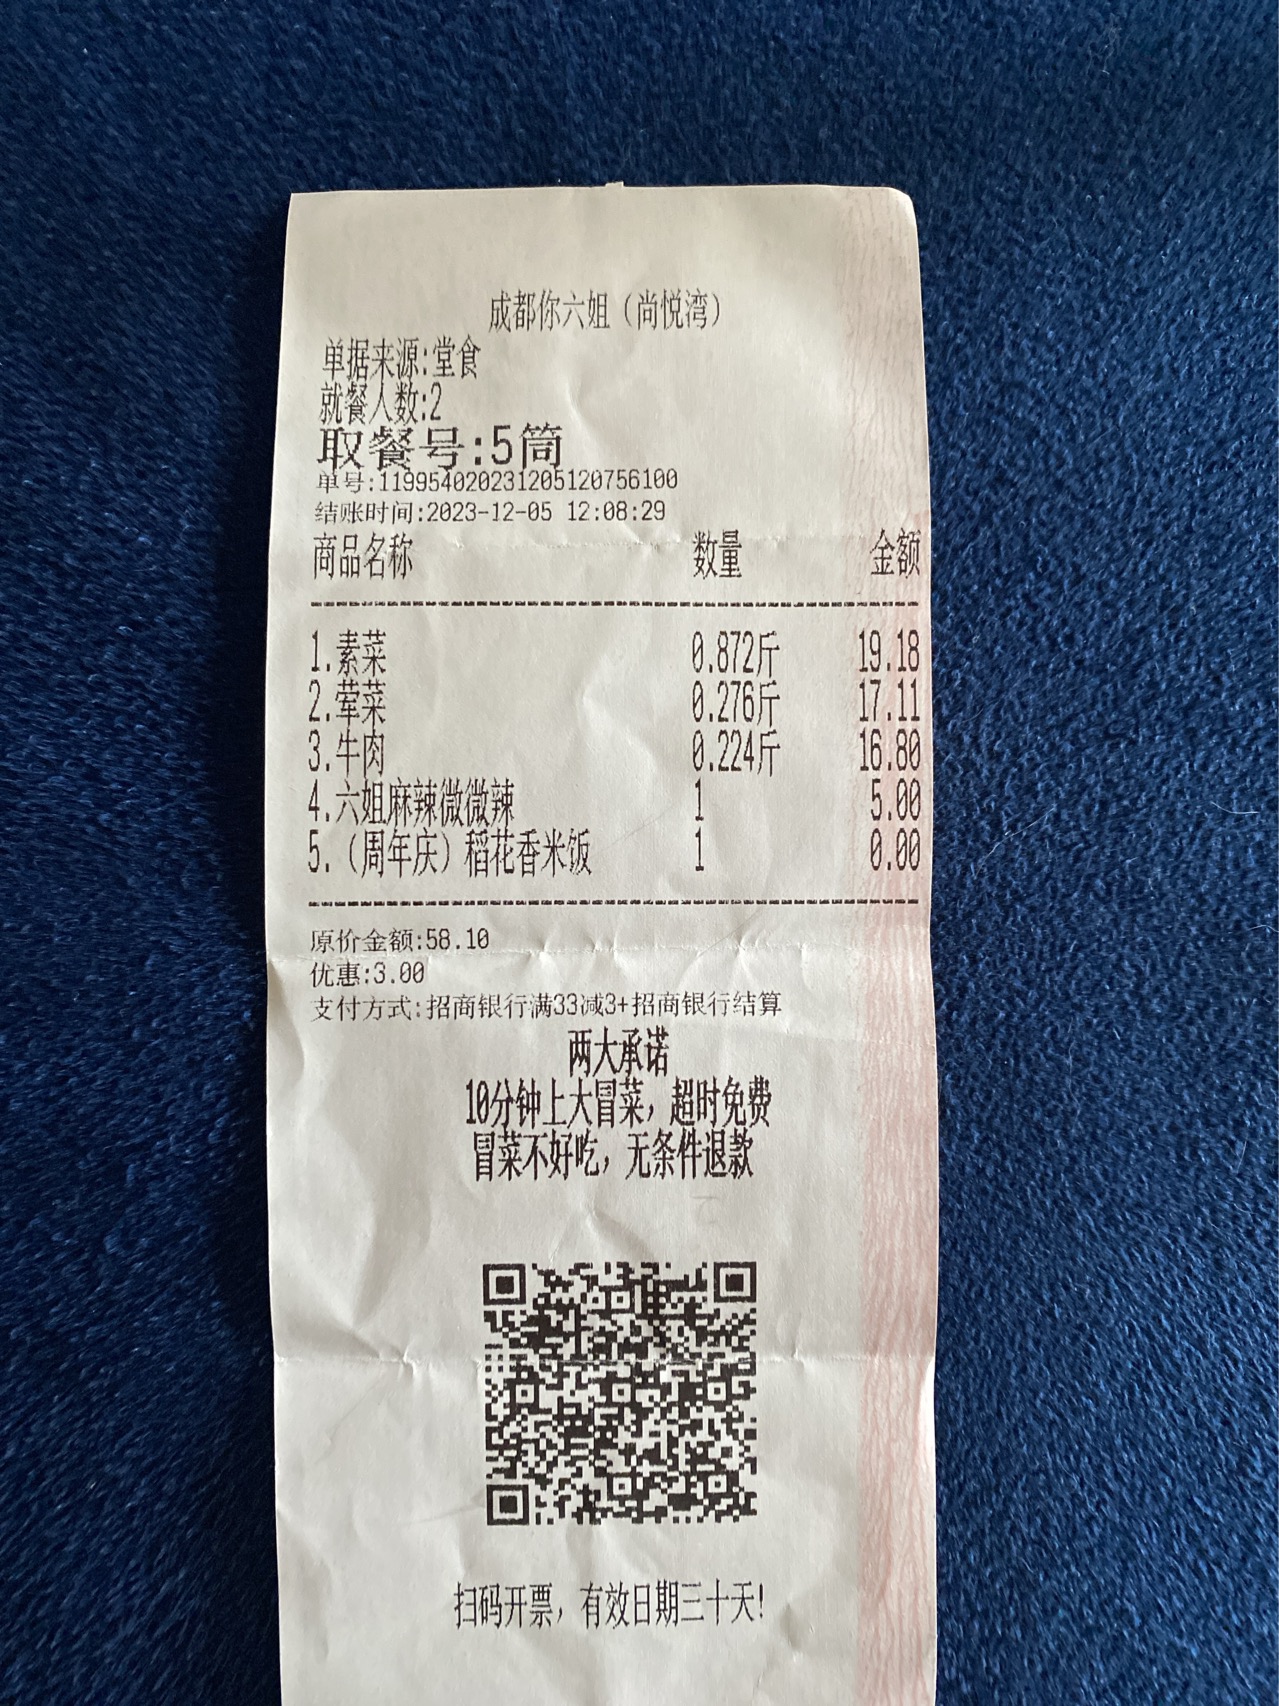 成都你六姐（尚悦湾）
单据来源:堂食
就餐人数:2
取餐号:5筒
单号:119954020231205120756100
结账时间:2023-12-05 12:08:29
商品名称 数量 金额
1.素菜 0.872斤 19.18
2.荤菜 0.276斤 17.11
3.牛肉 0.224斤 16.80
4.六姐麻辣微微辣 1 5.00
5.（周年庆）稻花香米饭 1 0.00
原价金额:58.10
优惠:3.00
支付方式:招商银行满33减3+招商银行结算
两大承诺
10分钟上大冒菜，超时免费
冒菜不好吃，无条件退款
扫码开票，有效日期三十天!